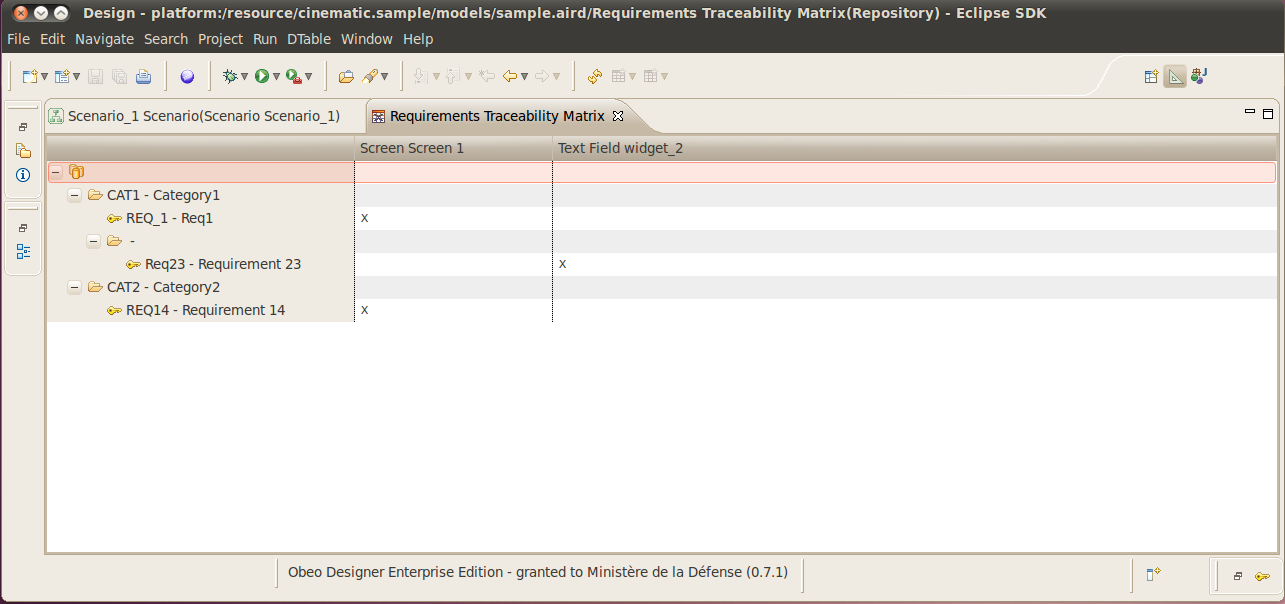 Design - platform:/resource/cinematic.sample/models/sample.aird/Requirements Traceability Matrix(Repository) - Eclipse SDK
File Edit Navigate Search Project Run DTable Window Help
Scenario_1 Scenario(Scenario Scenario_1) Requirements Traceability Matrix
Screen Screen 1 Text Field widget_2
CAT1 - Category1
REQ_1 - Req1 X
-
Req23 - Requirement 23 X
CAT2 - Category2
REQ14 - Requirement 14 X
Obeo Designer Enterprise Edition - granted to Ministère de la Défense (0.7.1)